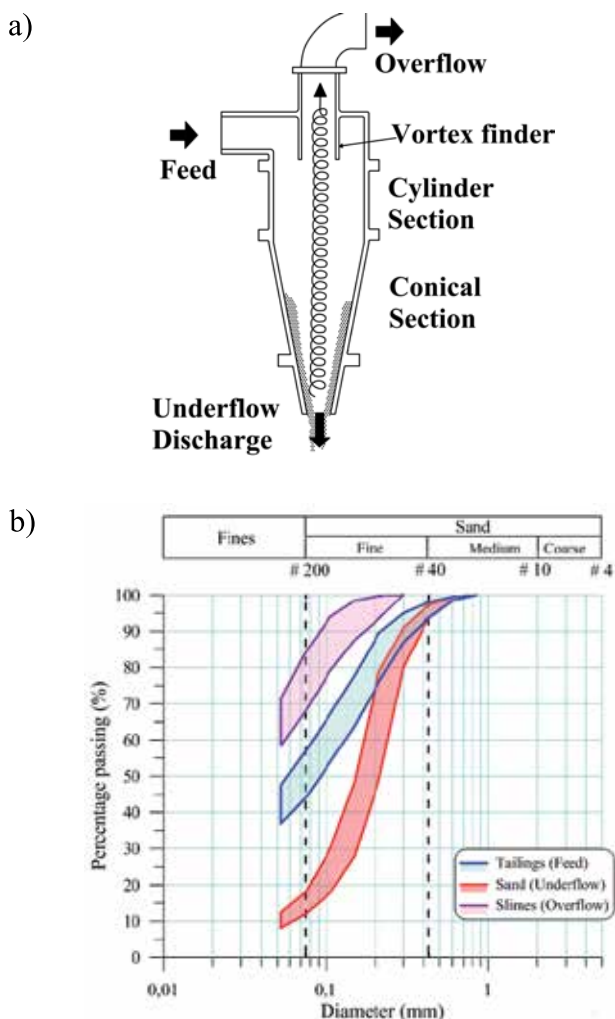 a)
Overflow
Vortex finder
Feed
Cylinder
Section
Conical
Section
Underflow
Discharge
b)
Fines
Sand
Fine
Medium
Coarse
# 200
# 40
# 10
# 4
100
90
80
70
60
50
40
30
20
10
0
Percentage passing (%)
Tailings (Feed)
Sand (Underflow)
Slimes (Overflow)
0,01
0,1
1
Diameter (mm)